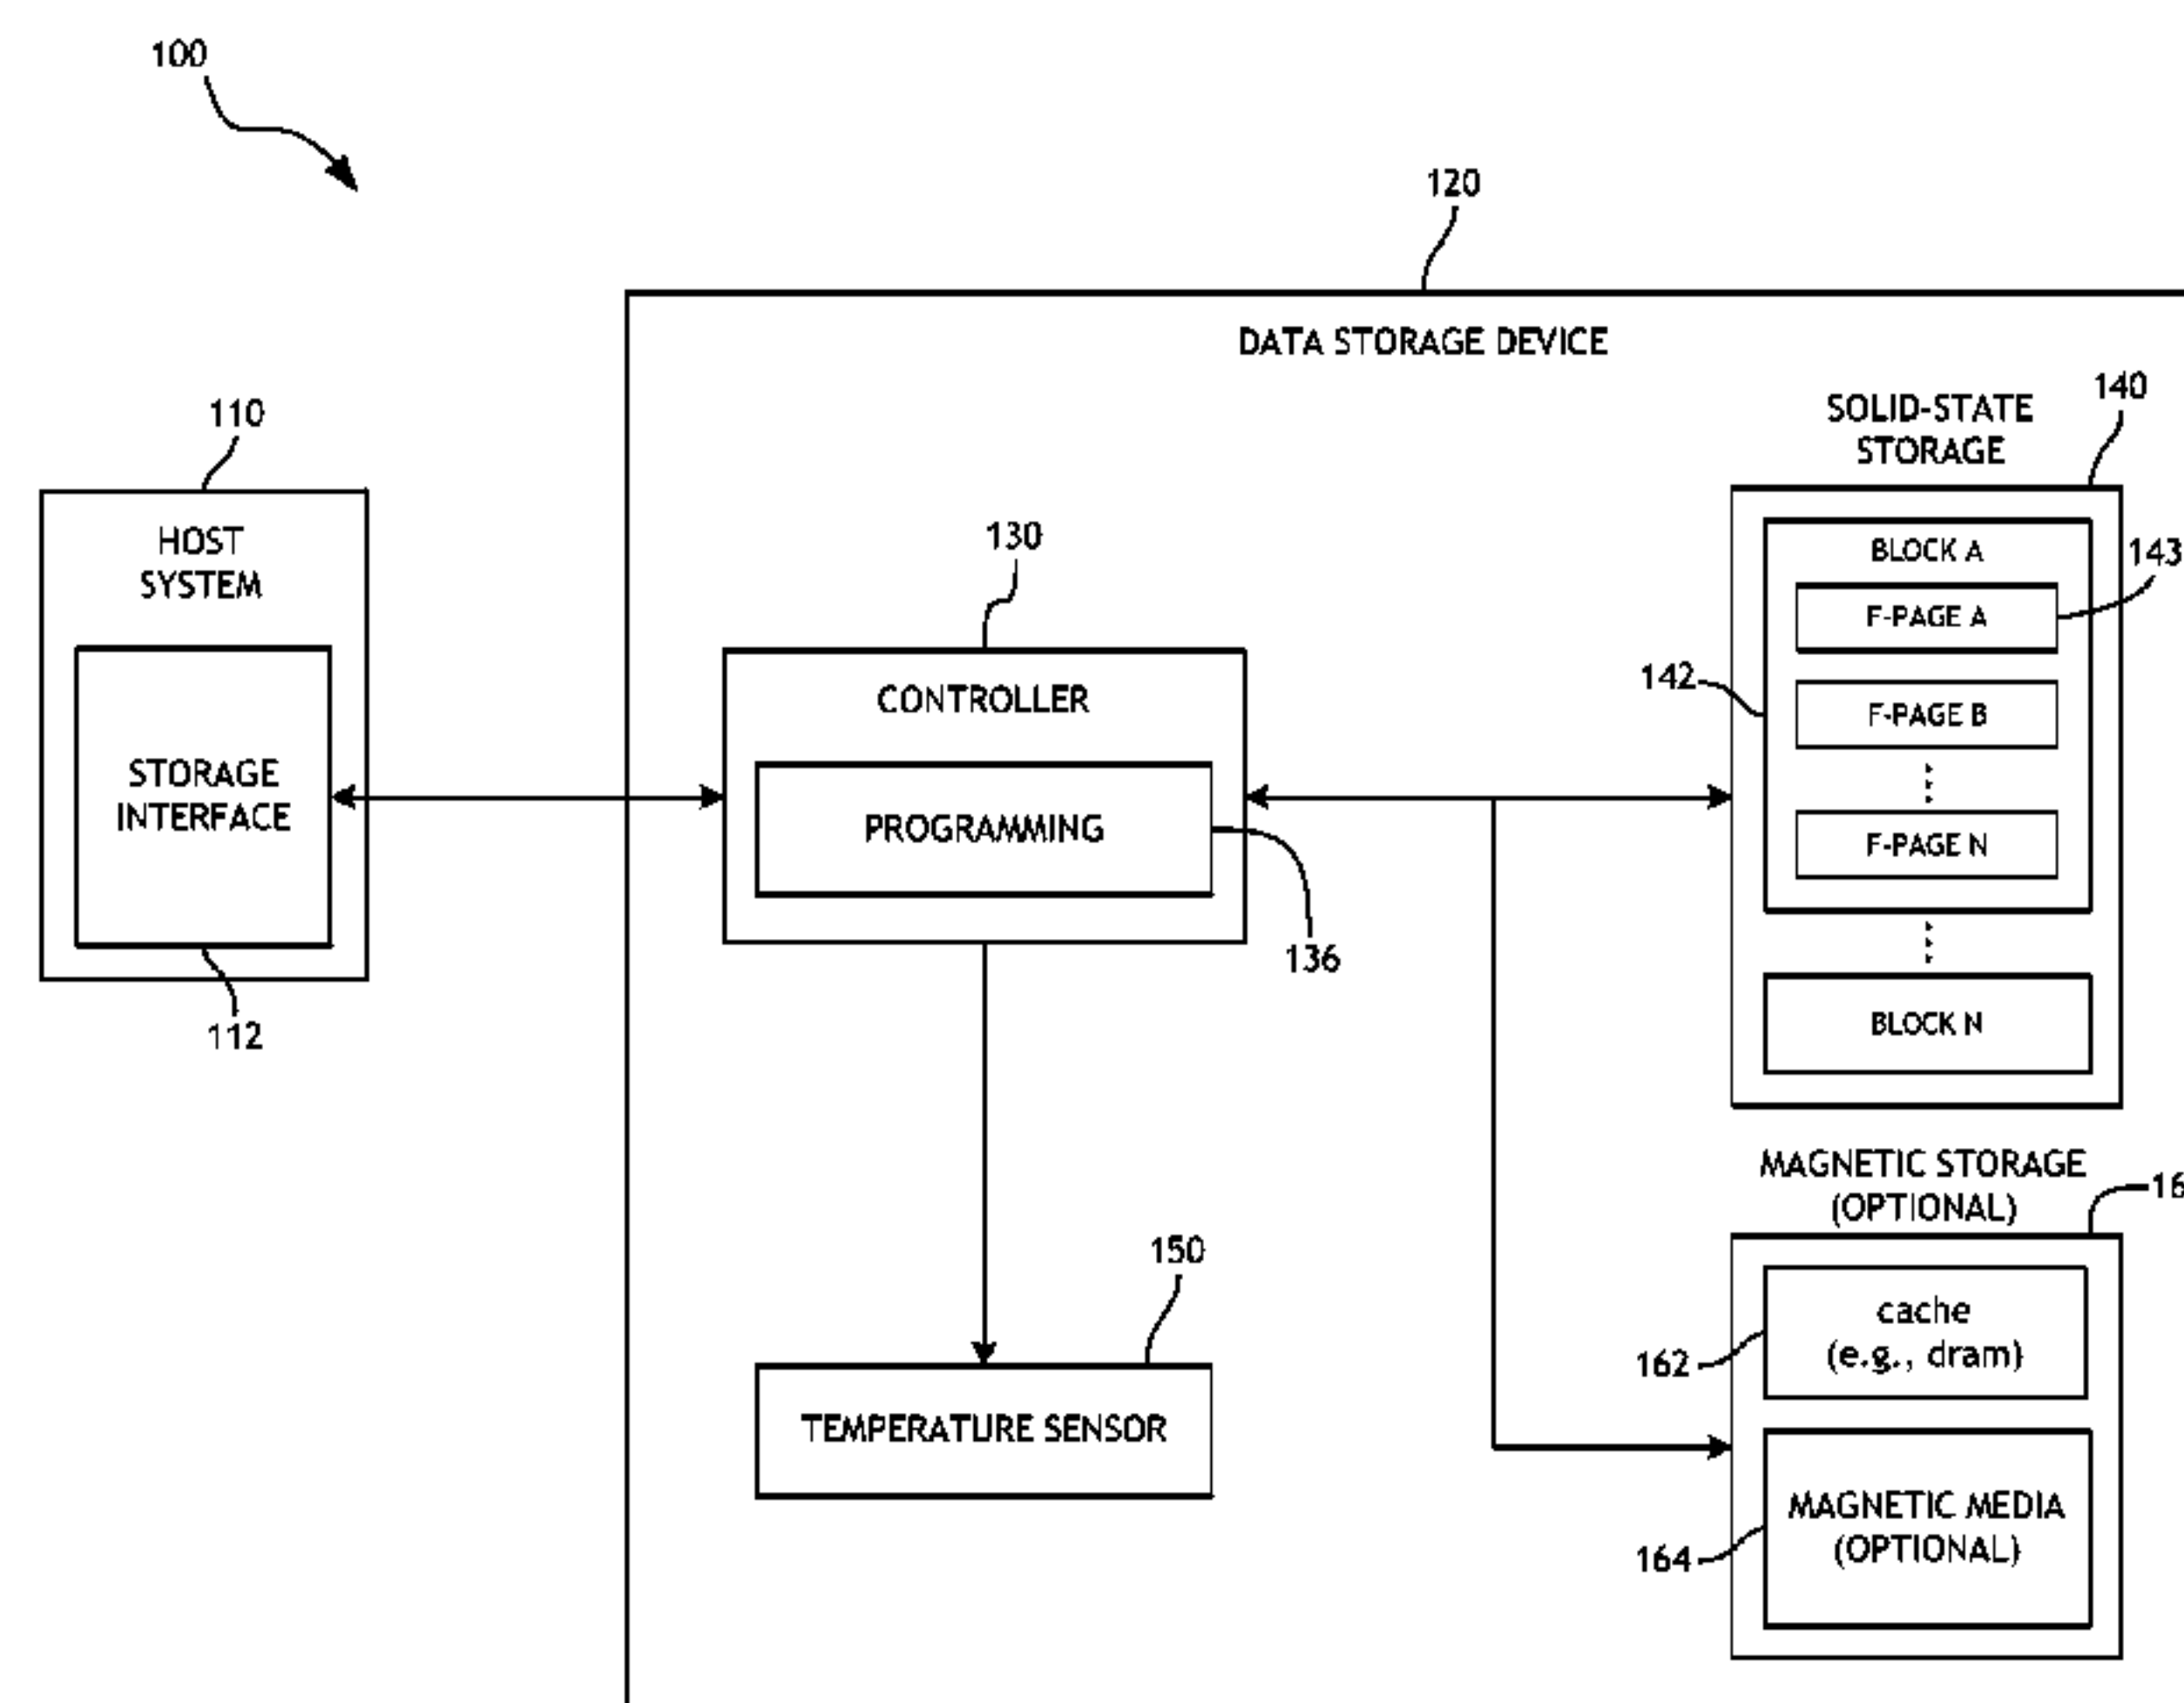 100
120
DATA STORAGE DEVICE
110
HOST
SYSTEM
STORAGE
INTERFACE
112
130
CONTROLLER
PROGRAMMING
136
150
TEMPERATURE SENSOR
SOLID-STATE
STORAGE
140
BLOCK A
143
F-PAGE A
142
F-PAGE B
F-PAGE N
BLOCK N
MAGNETIC STORAGE
(OPTIONAL)
cache
(e.g., dram)
162
MAGNETIC MEDIA
(OPTIONAL)
164